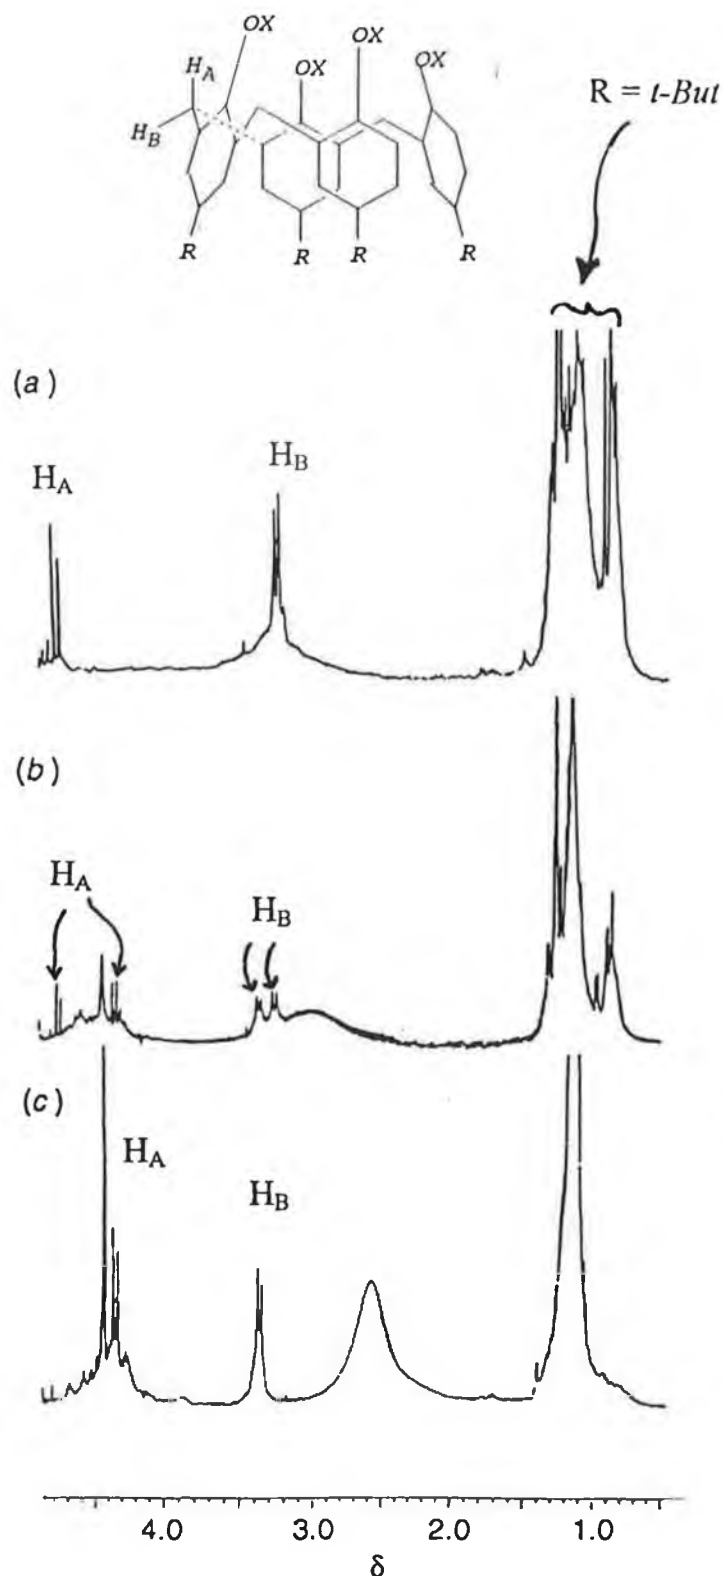 OX
OX
OX
OX
H_A
H_B
R
R
R
R
R = t-But
(a)
H_A
H_B
(b)
H_A
H_B
(c)
H_A
H_B
4.0 3.0 2.0 1.0
δ